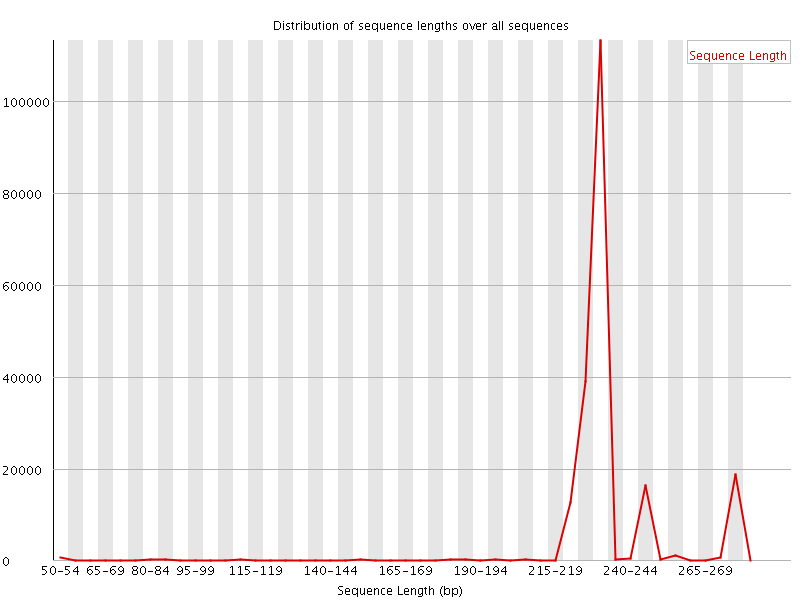 Distribution of sequence lengths over all sequences
Sequence Length
100000
80000
60000
40000
20000
0
50-54 65-69 80-84 95-99 115-119 140-144 165-169 190-194 215-219 240-244 265-269
Sequence Length (bp)